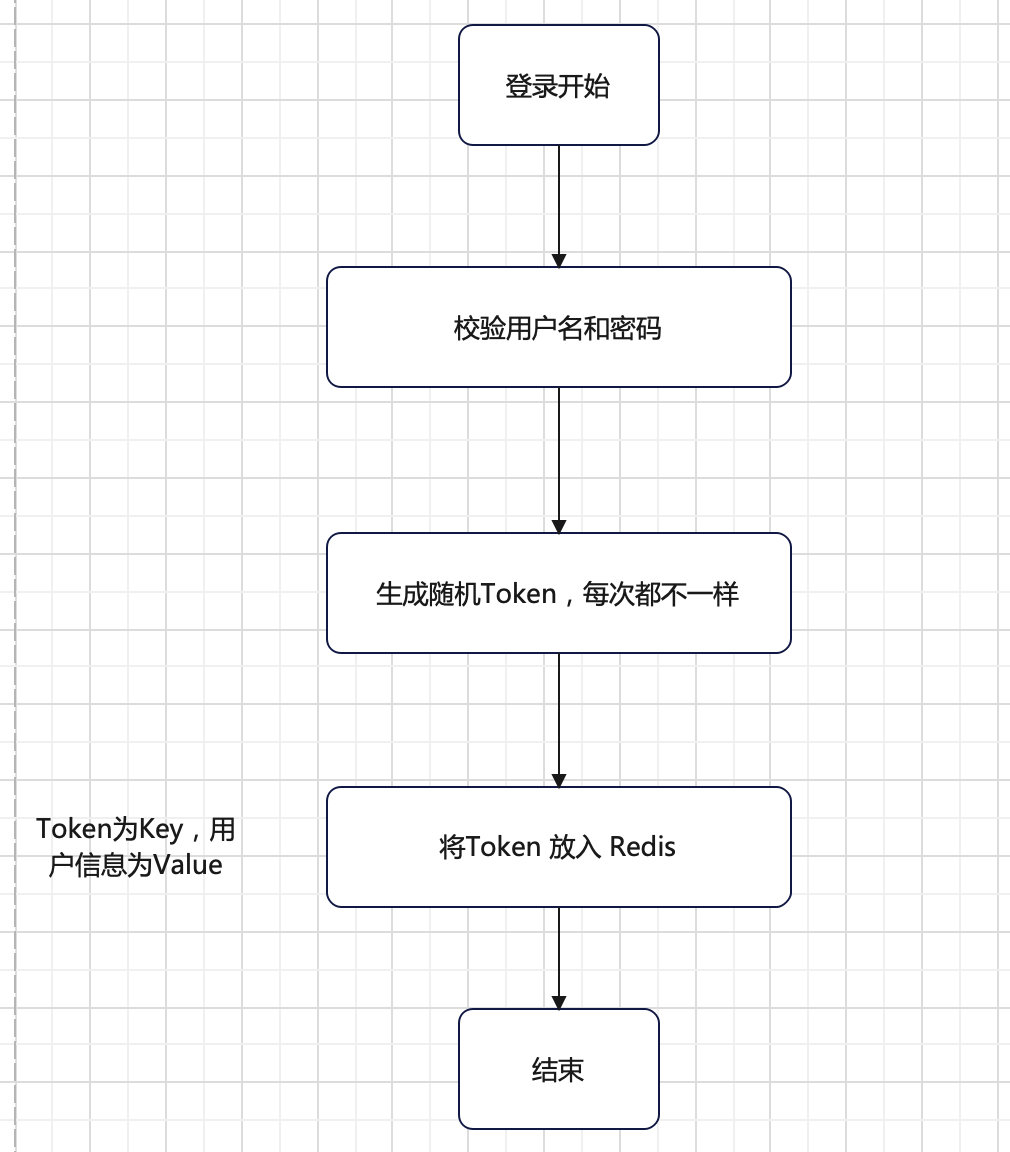 登录开始
校验用户名和密码
生成随机Token，每次都不一样
Token为Key，用
户信息为Value
将Token 放入 Redis
结束